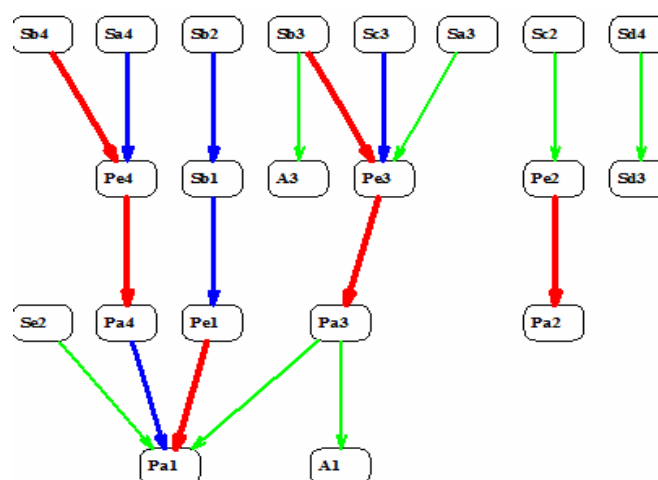 Sb4 Sa4 Sb2 Sb3 Sc3 Sa3 Sc2 Sd4
Pe4 Sb1 A3 Pe3 Pe2 Sd3
Se2 Pa4 Pe1 Pa3 Pa2
Pa1 A1